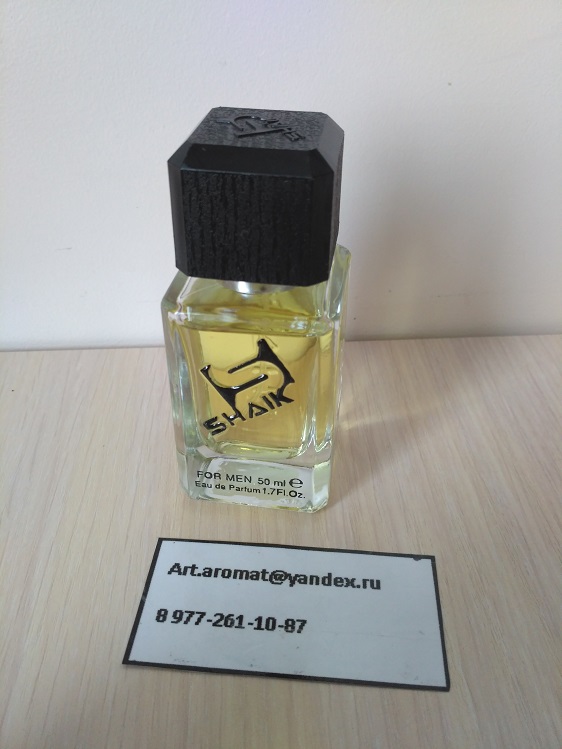 SHAIK
FOR MEN 50 ml ℮
Eau de Parfum 1.7Fl.Oz.
Art.aromat@yandex.ru
8 977-261-10-87